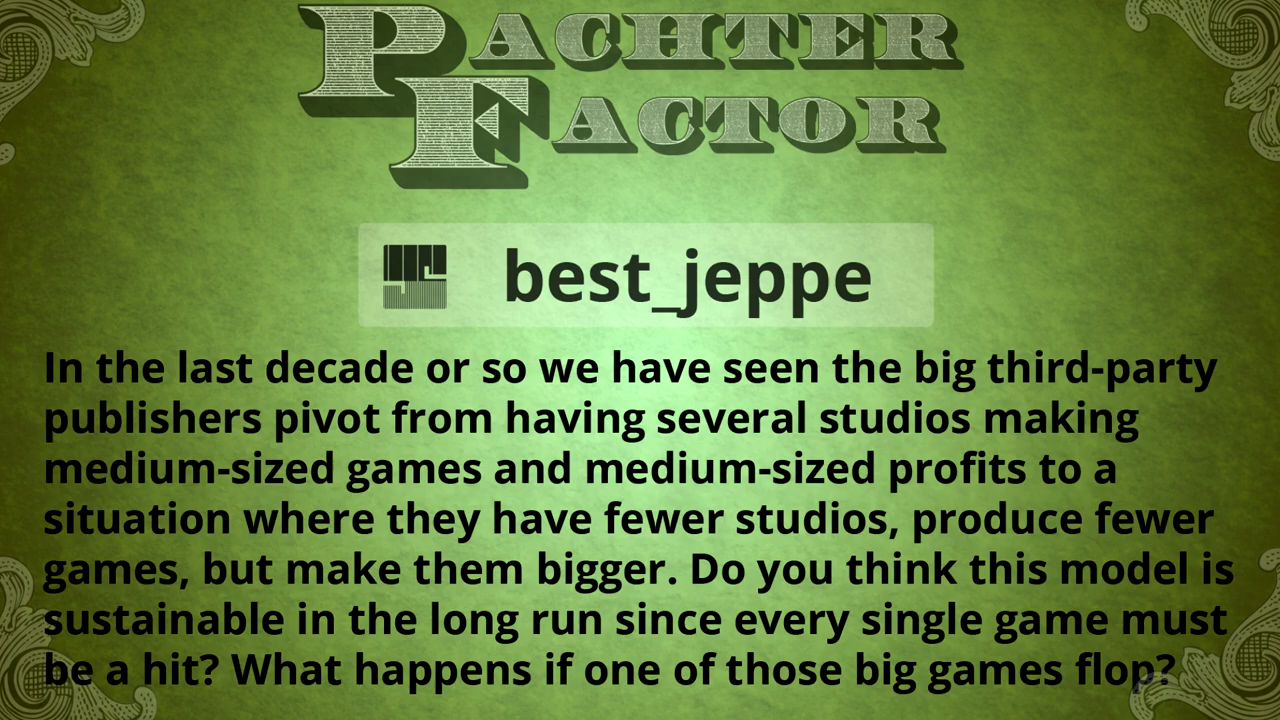 PACHTER
FACTOR
best_jeppe
In the last decade or so we have seen the big third-party
publishers pivot from having several studios making
medium-sized games and medium-sized profits to a
situation where they have fewer studios, produce fewer
games, but make them bigger. Do you think this model is
sustainable in the long run since every single game must
be a hit? What happens if one of those big games flop?